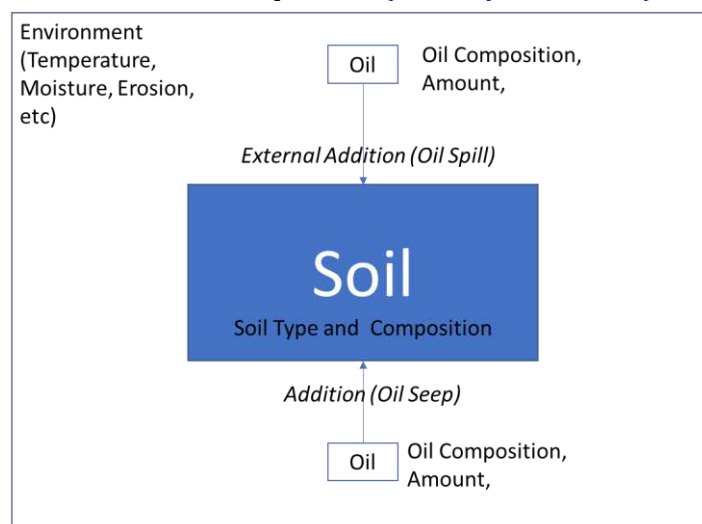 Environment
(Temperature,
Moisture, Erosion,
etc)
Oil
Oil Composition,
Amount,
External Addition (Oil Spill)
Soil
Soil Type and  Composition
Addition (Oil Seep)
Oil
Oil Composition,
Amount,